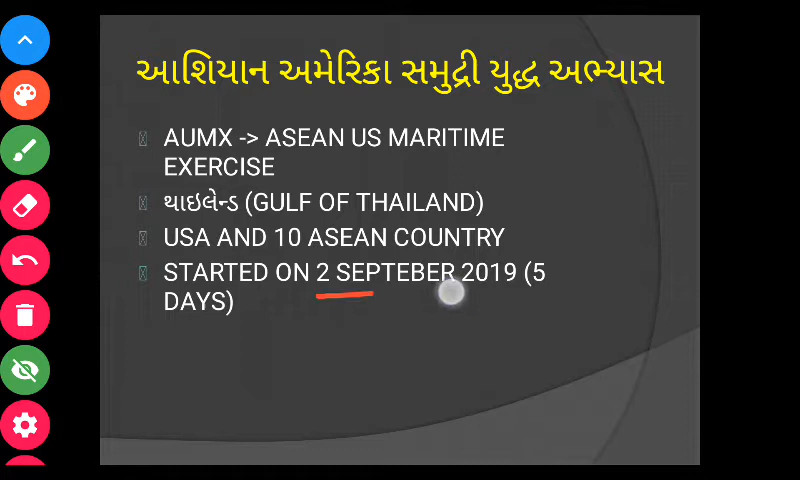 આશિયાન અમેરિકા સમુદ્રી યુદ્ધ અભ્યાસ
AUMX -> ASEAN US MARITIME
EXERCISE
થાઇલેન્ડ (GULF OF THAILAND)
USA AND 10 ASEAN COUNTRY
STARTED ON 2 SEPTEBER 2019 (5
DAYS)